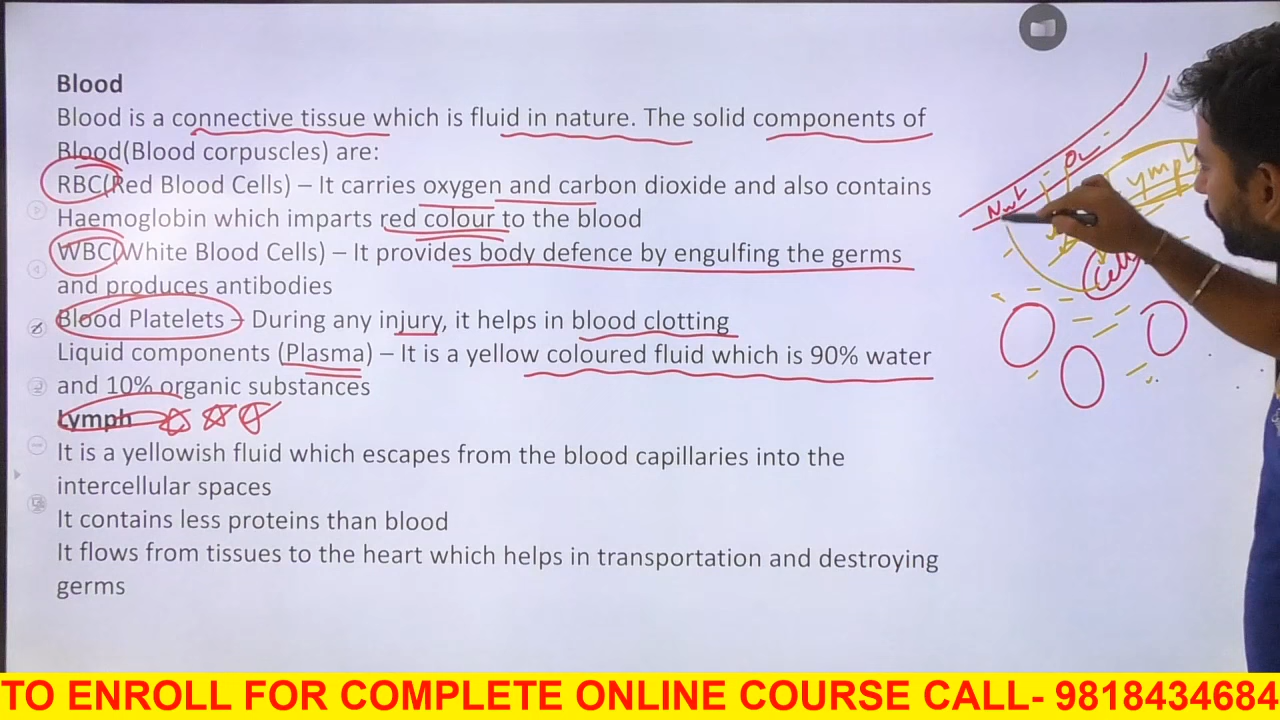 Blood
Blood is a connective tissue which is fluid in nature. The solid components of
Blood(Blood corpuscles) are:
RBC(Red Blood Cells) – It carries oxygen and carbon dioxide and also contains
Haemoglobin which imparts red colour to the blood
WBC(White Blood Cells) – It provides body defence by engulfing the germs
and produces antibodies
Blood Platelets – During any injury, it helps in blood clotting
Liquid components (Plasma) – It is a yellow coloured fluid which is 90% water
and 10% organic substances
Lymph
It is a yellowish fluid which escapes from the blood capillaries into the
intercellular spaces
It contains less proteins than blood
It flows from tissues to the heart which helps in transportation and destroying
germs
O2
Nut
Cell
TO ENROLL FOR COMPLETE ONLINE COURSE CALL- 9818434684